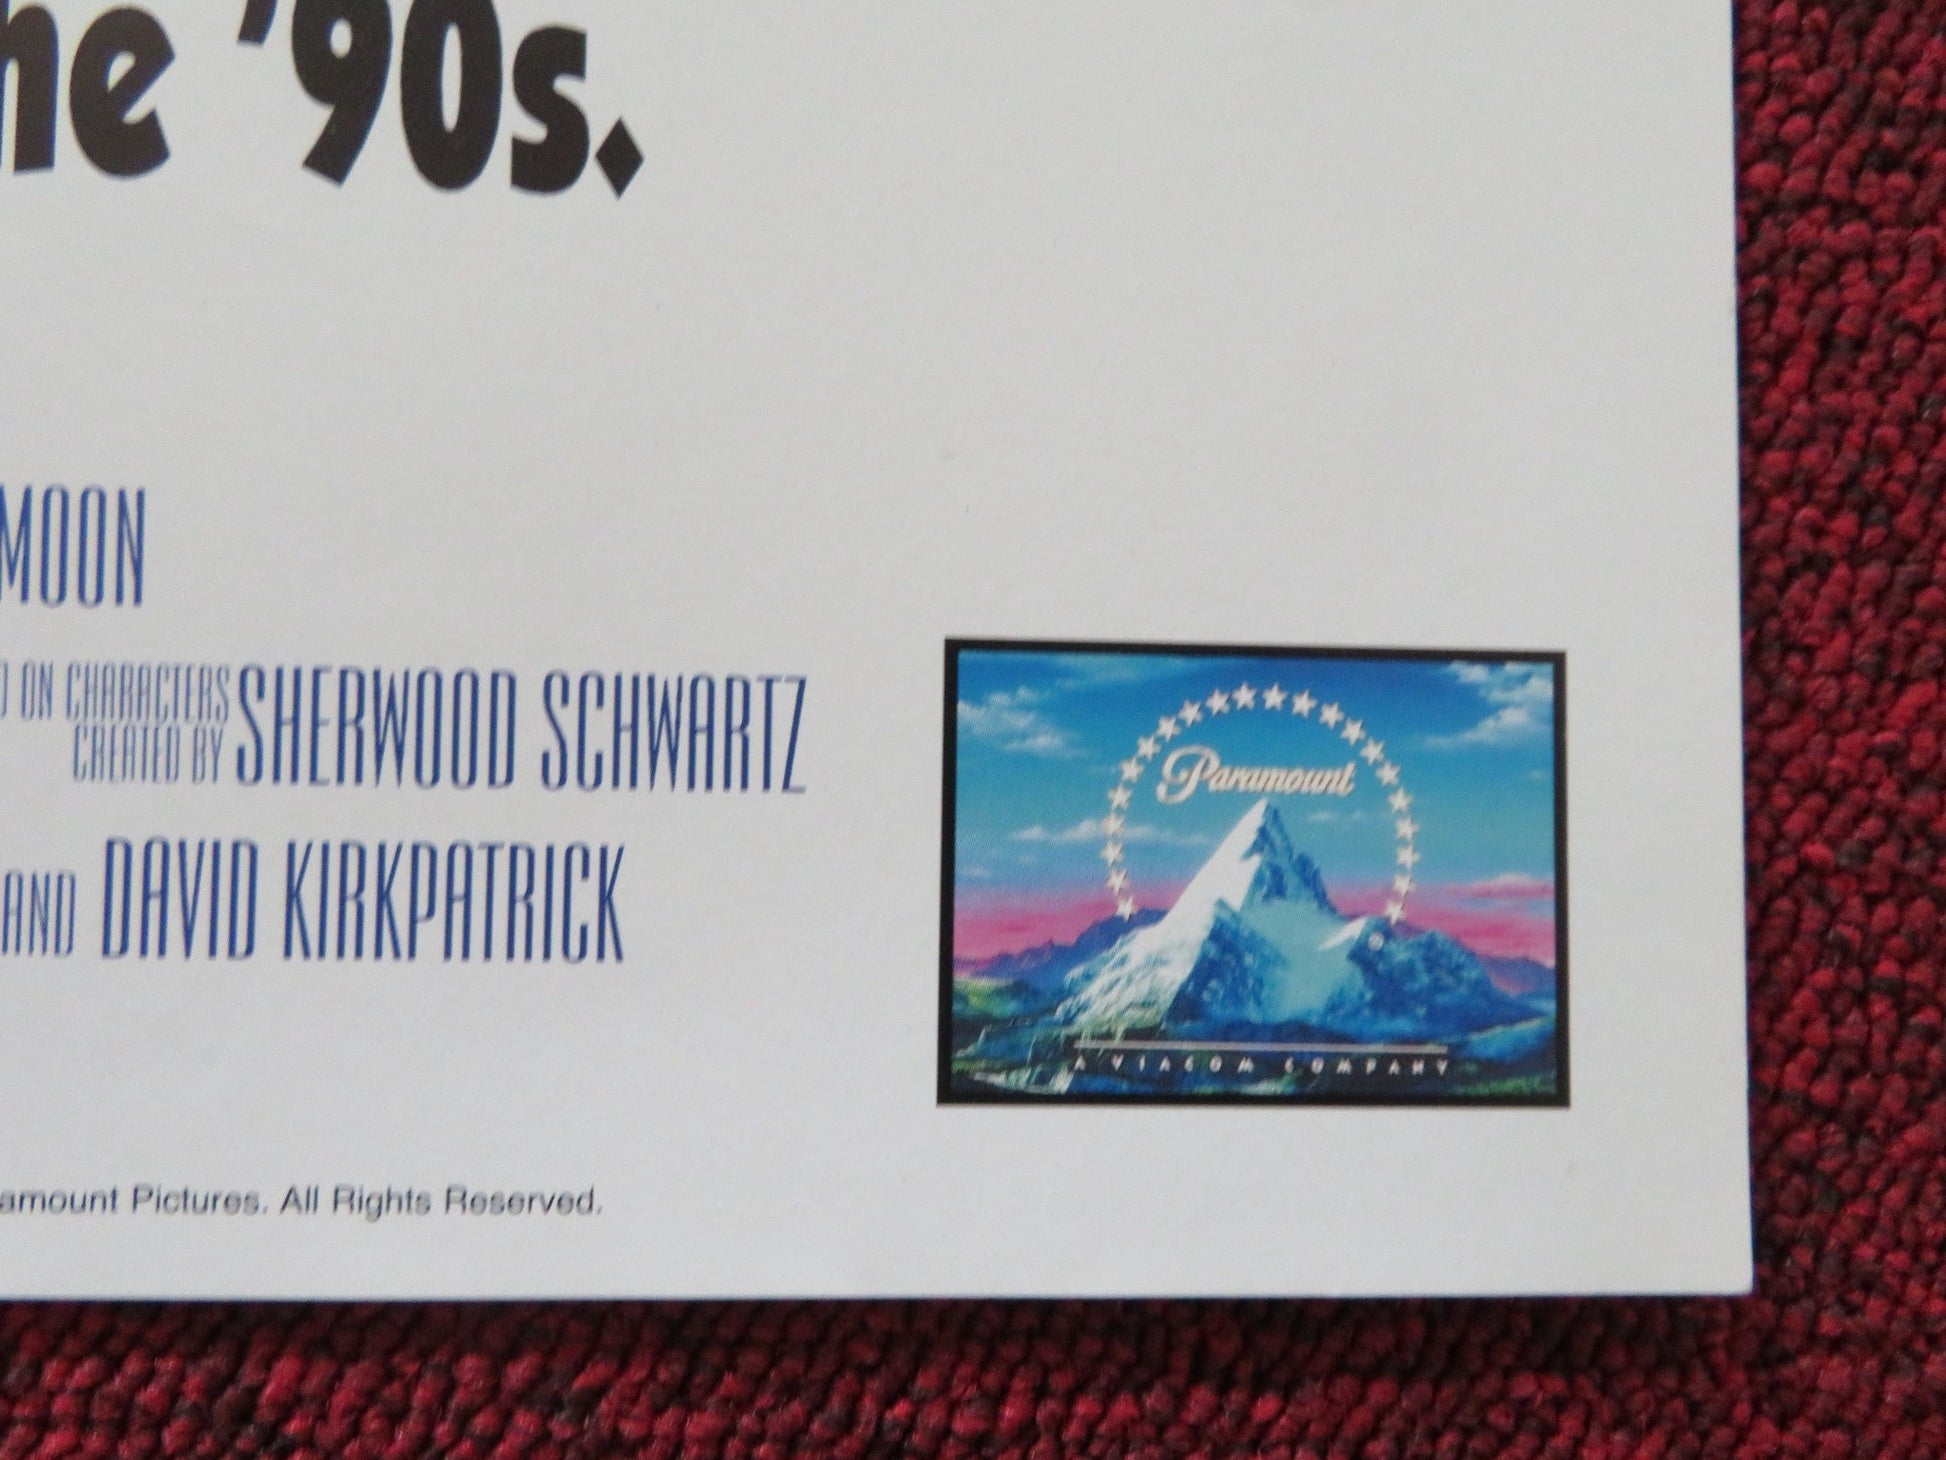 he '90s.
MOON
ON CHARACTERS
CREATED BY SHERWOOD SCHWARTZ
AND DAVID KIRKPATRICK
Paramount
A VIACOM COMPANY
amount Pictures. All Rights Reserved.